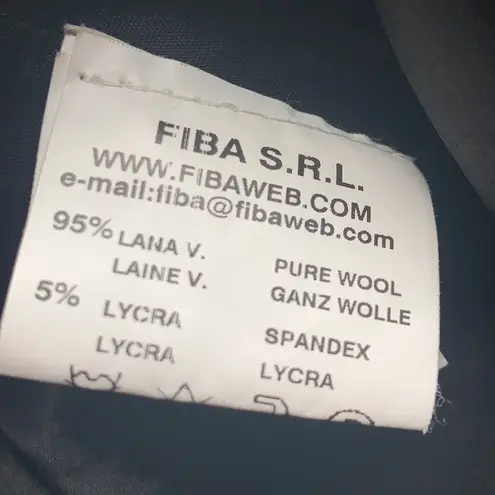 FIBA S.R.L.
WWW.FIBAWEB.COM
e-mail:fiba@fibaweb.com
95% LANA V. PURE WOOL
LAINE V. GANZ WOLLE
5% LYCRA SPANDEX
LYCRA LYCRA